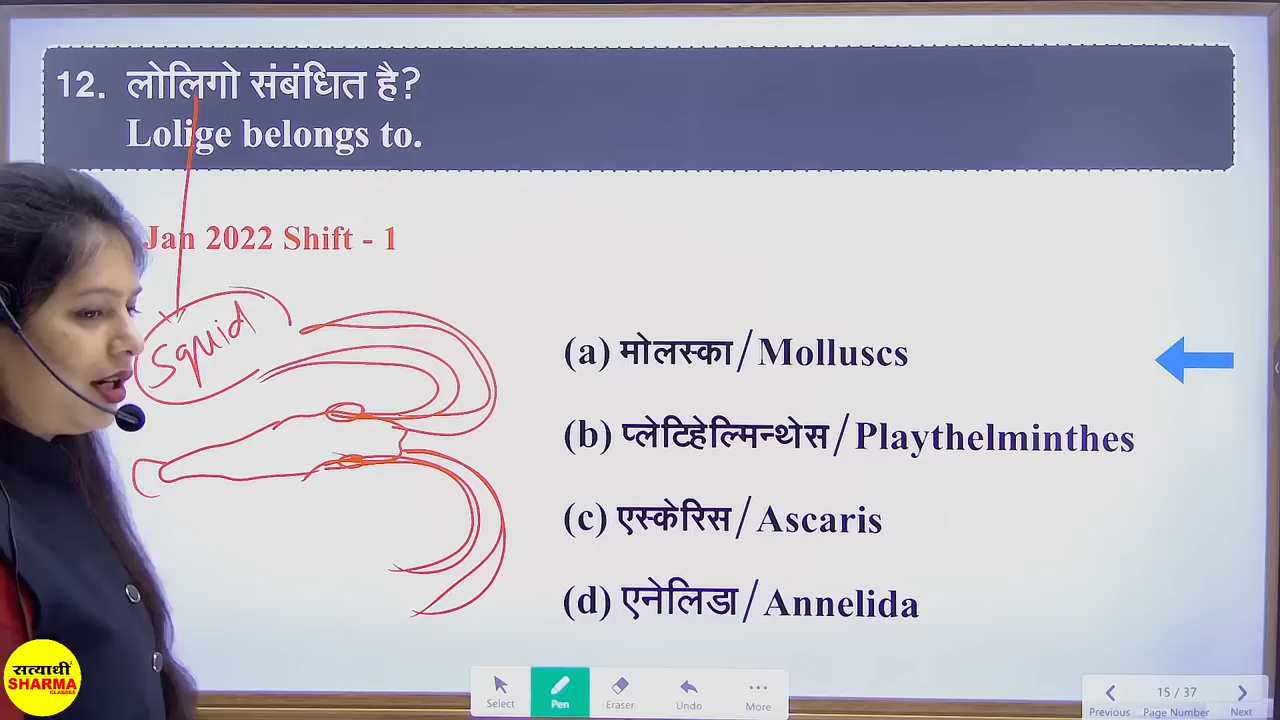 12. लोलिगो संबंधित है?
Lolige belongs to.
Jan 2022 Shift - 1
Squid
(a) मोलस्का/Molluscs
(b) प्लेटिहेल्मिन्थेस/Playthelminthes
(c) एस्केरिस/Ascaris
(d) एनेलिडा/Annelida
सत्यार्थी
SHARMA
CLASSES
Select
Pen
Eraser
Undo
More
15 / 37
Previous Page Number Next